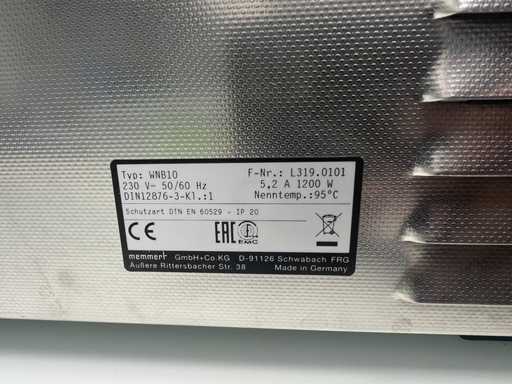 Typ: WNB10 F-Nr.: L319.0101
230 V~ 50/60 Hz 5,2 A 1200 W
DIN12876-3-Kl.:1 Nenntemp.:95°C
Schutzart DIN EN 60529 - IP 20
CE EAC EMC
memmert GmbH+Co.KG D-91126 Schwabach FRG
Äußere Rittersbacher Str. 38 Made in Germany